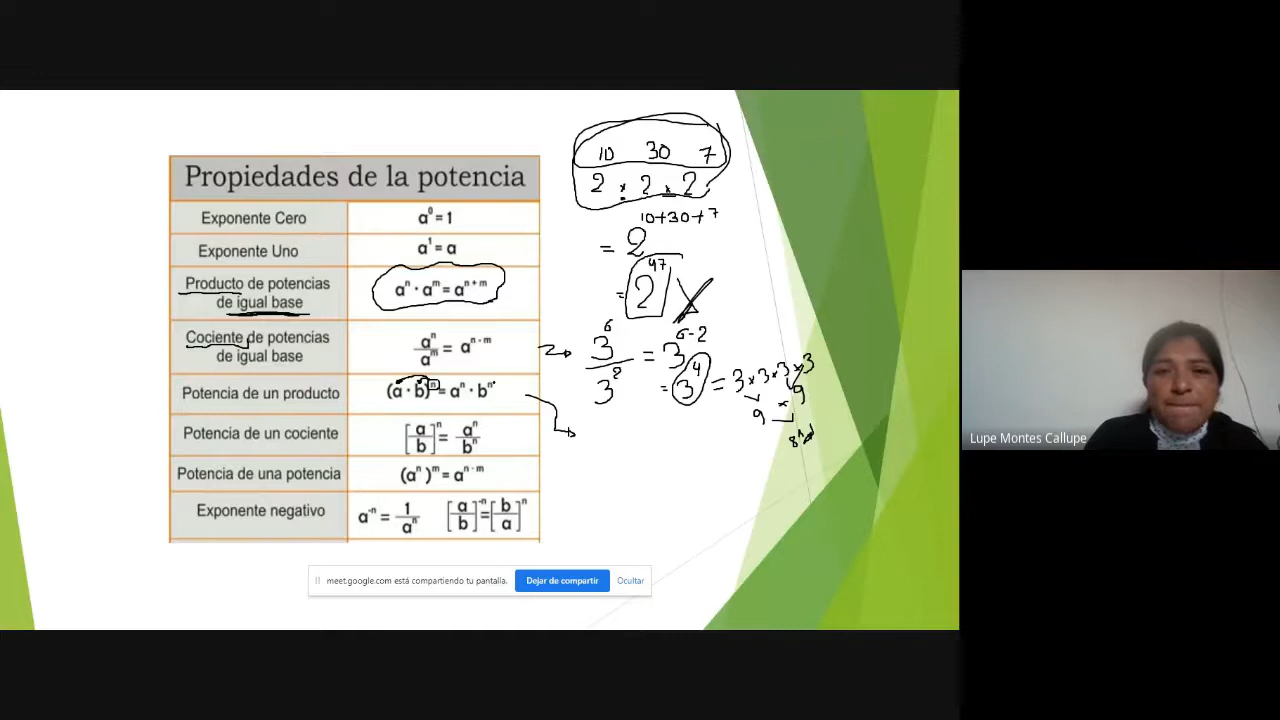 Propiedades de la potencia
Exponente Cero a⁰ = 1
Exponente Uno a¹ = a
Producto de potencias
de igual base aⁿ · aᵐ = aⁿ⁺ᵐ
Cociente de potencias
de igual base aⁿ/aᵐ = aⁿ⁻ᵐ
Potencia de un producto (a · b)ⁿ = aⁿ · bⁿ
Potencia de un cociente [a/b]ⁿ = aⁿ/bⁿ
Potencia de una potencia (aⁿ)ᵐ = aⁿ·ᵐ
Exponente negativo a⁻ⁿ = 1/aⁿ [a/b]⁻ⁿ = [b/a]ⁿ
10 30 7
2 × 2 × 2
10+30+7
= 2
= 2⁴⁷
3⁶/3² = 3⁶⁻²
= 3⁴ = 3×3×3×3
9 × 9
81
meet.google.com está compartiendo tu pantalla. Dejar de compartir Ocultar
Lupe Montes Callupe